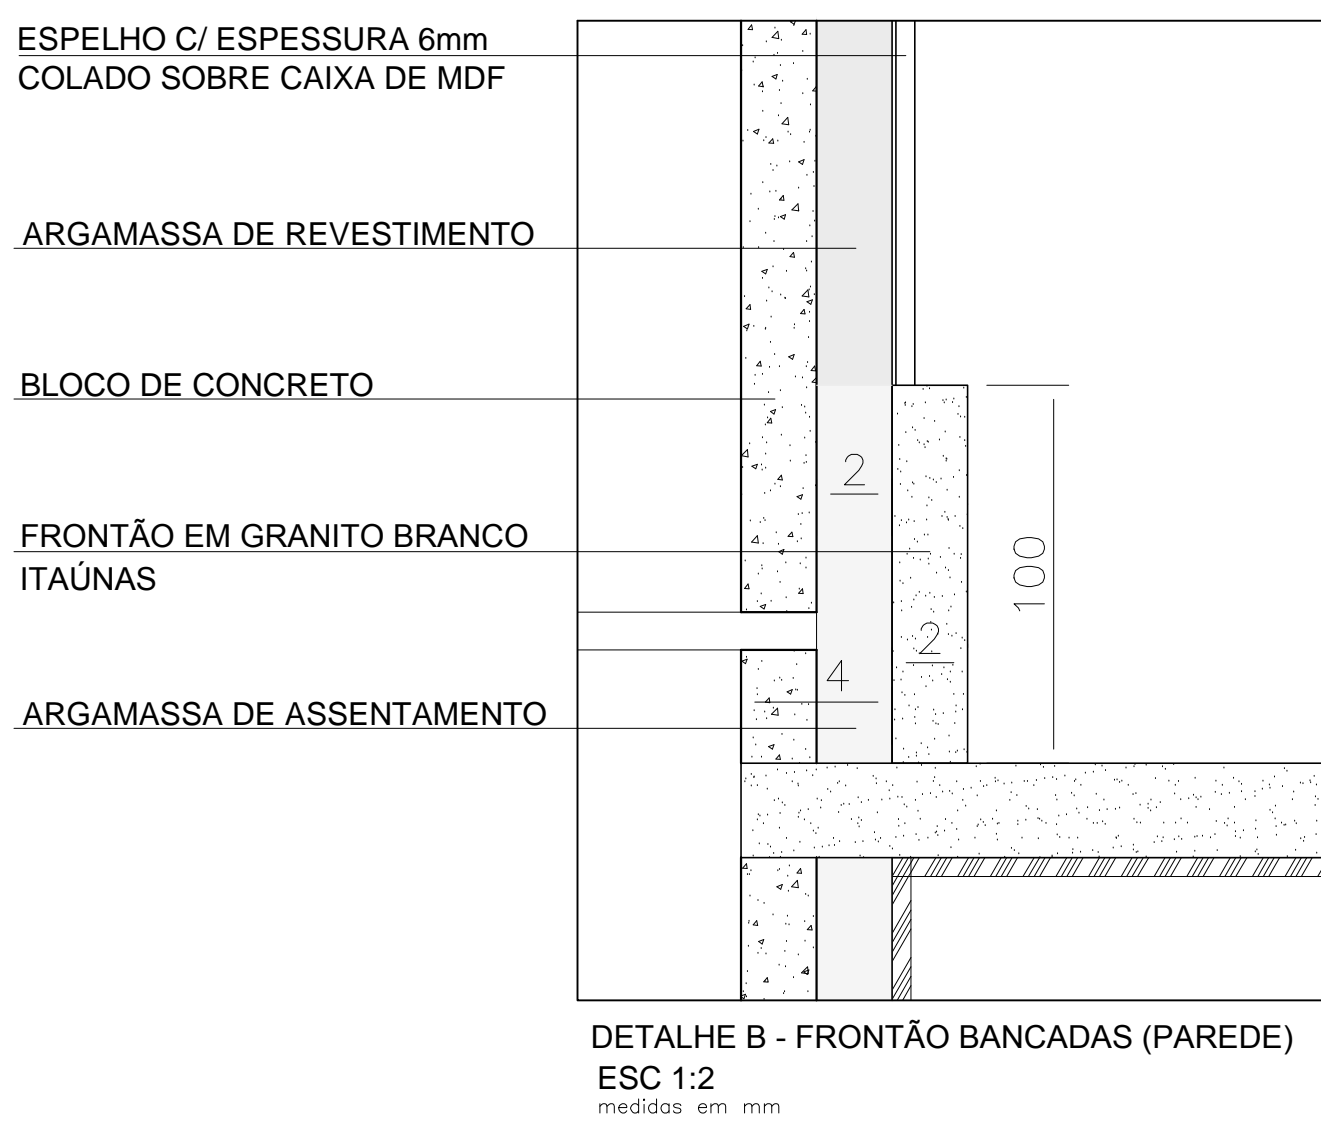 ESPELHO C/ ESPESSURA 6mm
COLADO SOBRE CAIXA DE MDF
ARGAMASSA DE REVESTIMENTO
BLOCO DE CONCRETO
2
FRONTÃO EM GRANITO BRANCO
ITAÚNAS
100
2
4
ARGAMASSA DE ASSENTAMENTO
DETALHE B - FRONTÃO BANCADAS (PAREDE)
ESC 1:2
medidas em mm